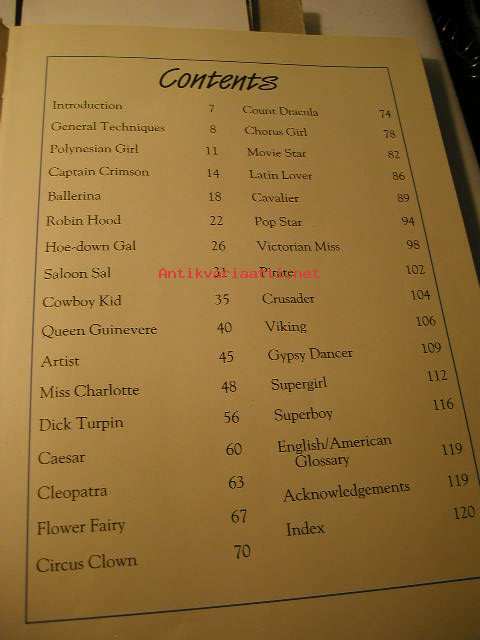 Contents
Introduction 7
General Techniques 8
Polynesian Girl 11
Captain Crimson 14
Ballerina 18
Robin Hood 22
Hoe-down Gal 26
Saloon Sal 31
Cowboy Kid 35
Queen Guinevere 40
Artist 45
Miss Charlotte 48
Dick Turpin 56
Caesar 60
Cleopatra 63
Flower Fairy 67
Circus Clown 70
Count Dracula 74
Chorus Girl 78
Movie Star 82
Latin Lover 86
Cavalier 89
Pop Star 94
Victorian Miss 98
Pirate 102
Crusader 104
Viking 106
Gypsy Dancer 109
Supergirl 112
Superboy 116
English/American
Glossary 119
Acknowledgements 119
Index 120